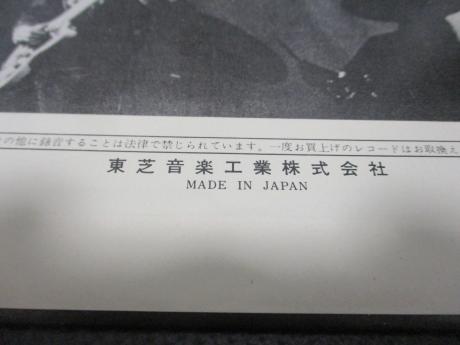 の他に録音することは法律で禁じられています。一度お買上げのレコードはお取換え
東芝音楽工業株式会社
MADE IN JAPAN